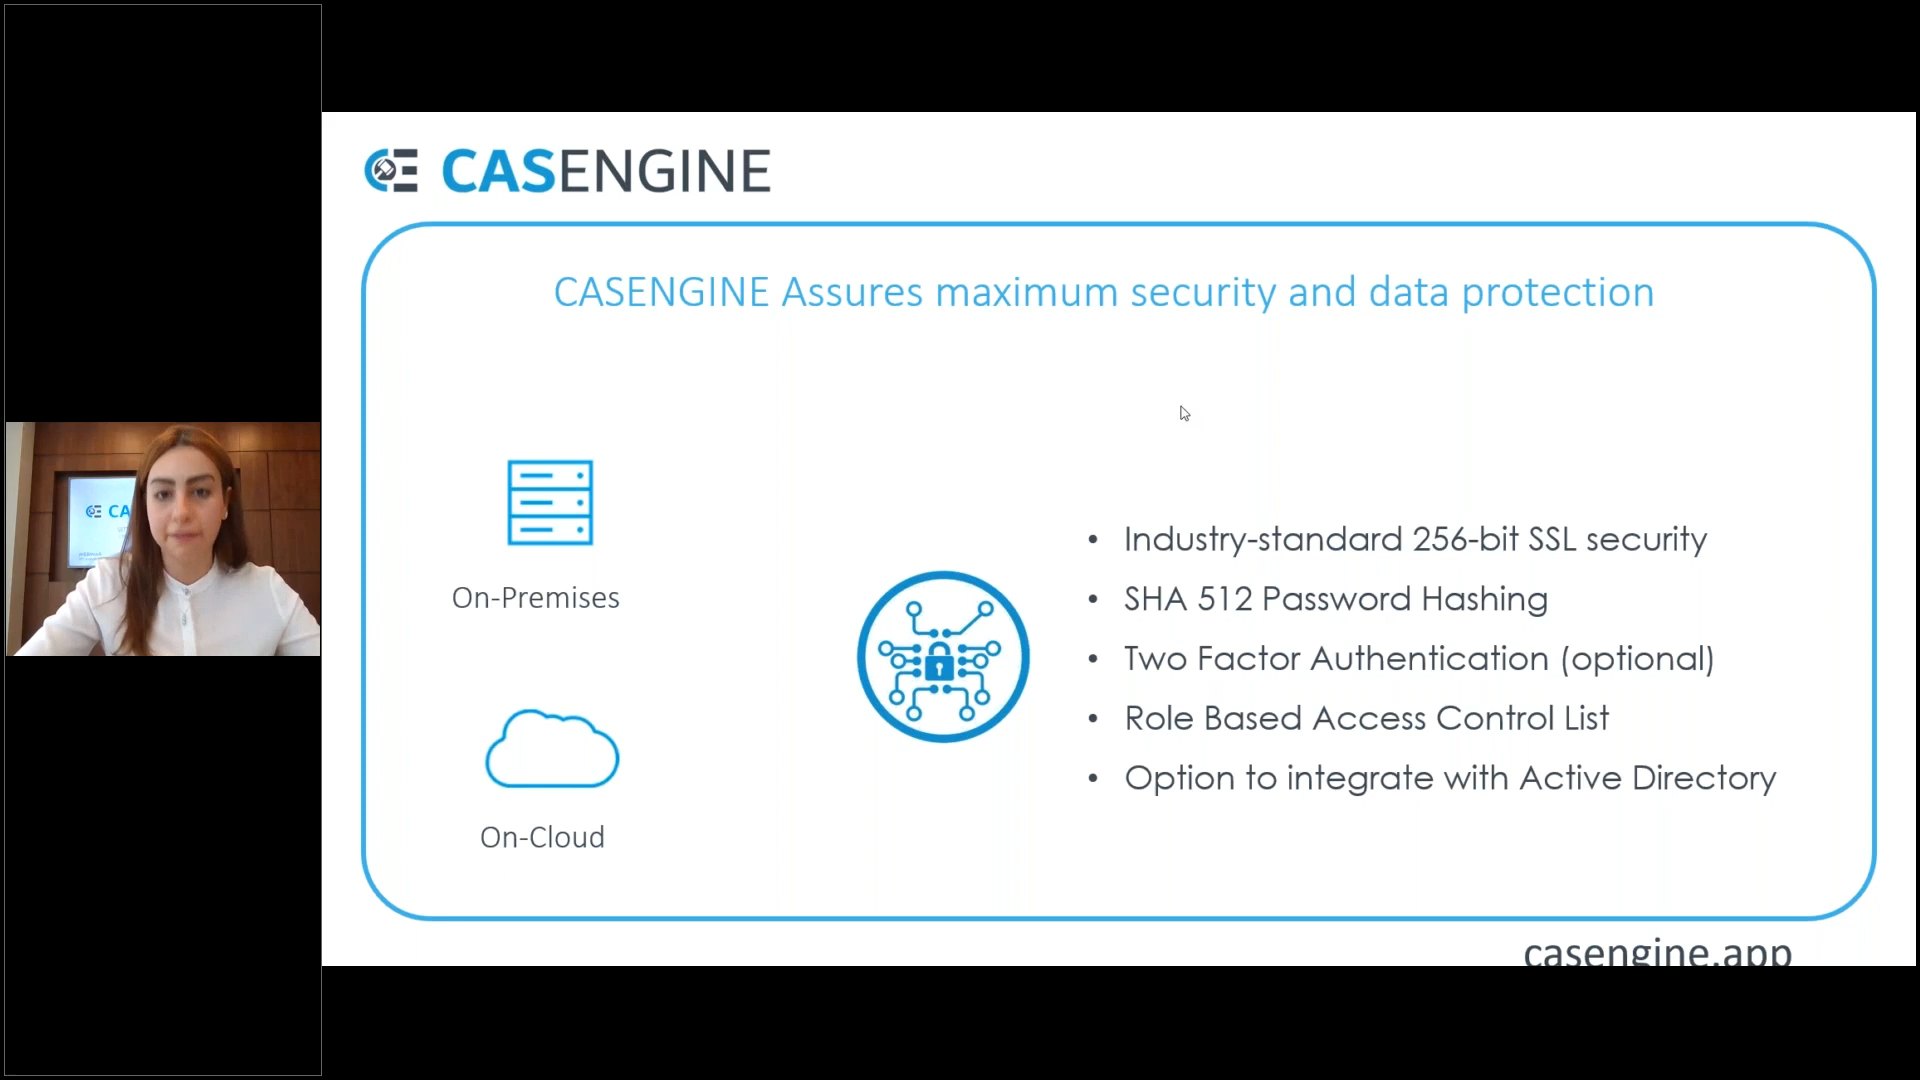 CASENGINE
CASENGINE Assures maximum security and data protection
On-Premises
On-Cloud
• Industry-standard 256-bit SSL security
• SHA 512 Password Hashing
• Two Factor Authentication (optional)
• Role Based Access Control List
• Option to integrate with Active Directory
casengine.app
CA